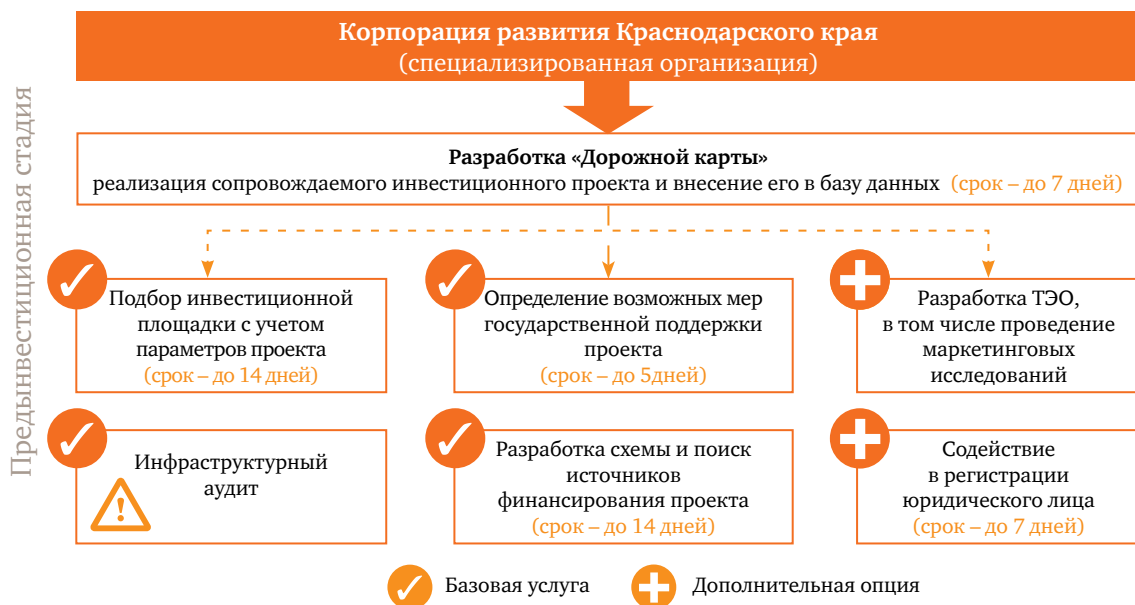 Предынвестиционная стадия
Корпорация развития Краснодарского края
(специализированная организация)
Разработка «Дорожной карты»
реализация сопровождаемого инвестиционного проекта и внесение его в базу данных (срок – до 7 дней)
Подбор инвестиционной
площадки с учетом
параметров проекта
(срок – до 14 дней)
Определение возможных мер
государственной поддержки
проекта
(срок – до 5дней)
Разработка ТЭО,
в том числе проведение
маркетинговых
исследований
Инфраструктурный
аудит
Разработка схемы и поиск
источников
финансирования проекта
(срок – до 14 дней)
Содействие
в регистрации
юридического лица
(срок – до 7 дней)
Базовая услуга
Дополнительная опция